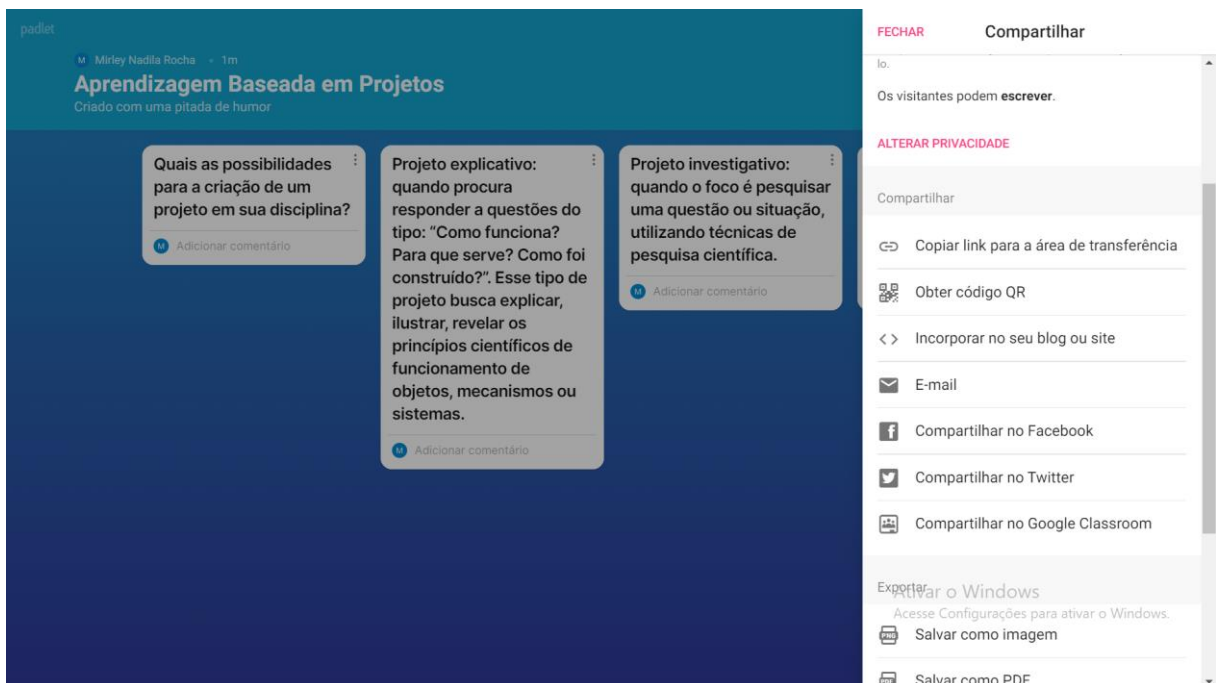 padlet
M Mirley Nadila Rocha • 1m
Aprendizagem Baseada em Projetos
Criado com uma pitada de humor
Quais as possibilidades
para a criação de um
projeto em sua disciplina?
M Adicionar comentário
Projeto explicativo:
quando procura
responder a questões do
tipo: “Como funciona?
Para que serve? Como foi
construído?”. Esse tipo de
projeto busca explicar,
ilustrar, revelar os
princípios científicos de
funcionamento de
objetos, mecanismos ou
sistemas.
M Adicionar comentário
Projeto investigativo:
quando o foco é pesquisar
uma questão ou situação,
utilizando técnicas de
pesquisa científica.
M Adicionar comentário
FECHAR
Compartilhar
lo.
Os visitantes podem escrever.
ALTERAR PRIVACIDADE
Compartilhar
Copiar link para a área de transferência
Obter código QR
Incorporar no seu blog ou site
E-mail
Compartilhar no Facebook
Compartilhar no Twitter
Compartilhar no Google Classroom
Exportar
Ativar o Windows
Acesse Configurações para ativar o Windows.
PNG Salvar como imagem
PDF Salvar como PDF